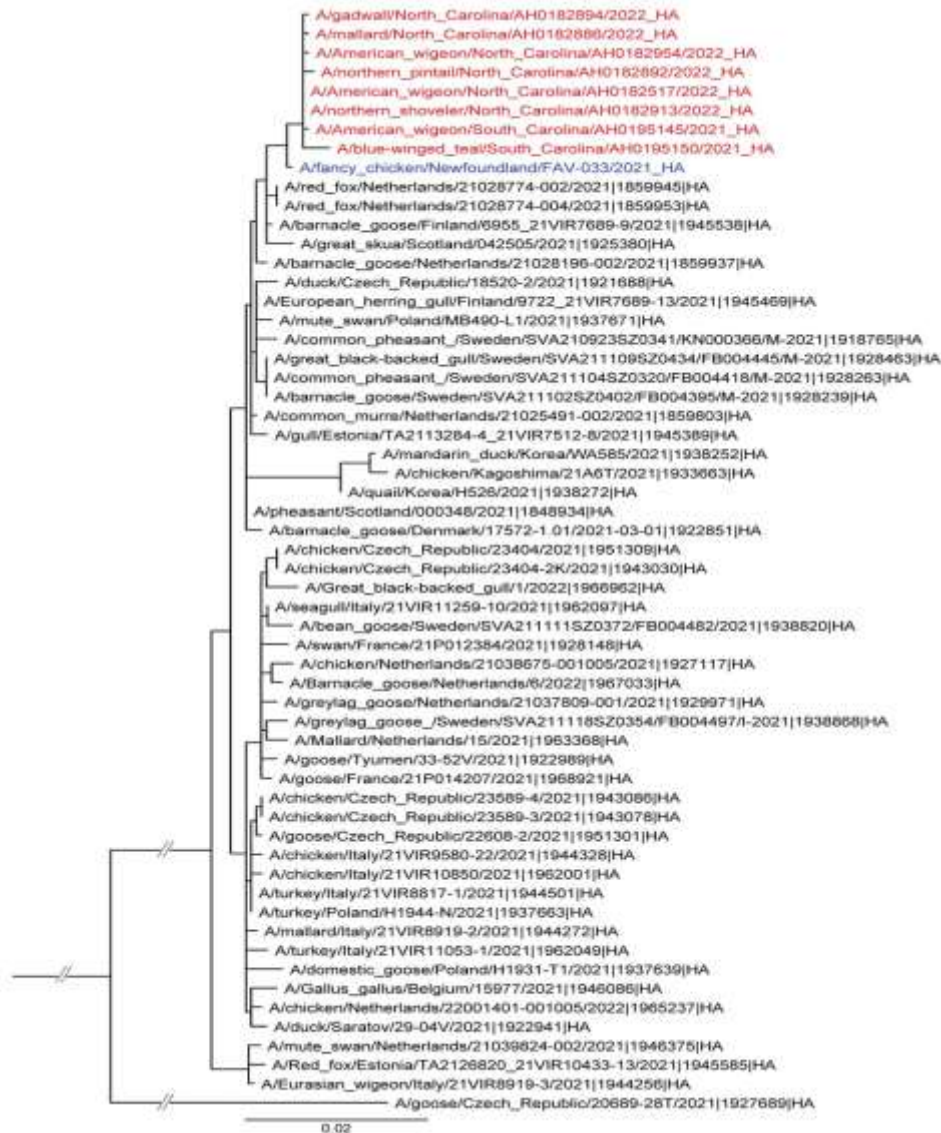 A/gadwall/North_Carolina/AH0182894/2022_HA
A/mallard/North_Carolina/AH0182886/2022_HA
A/American_wigeon/North_Carolina/AH0182954/2022_HA
A/northern_pintail/North_Carolina/AH0182892/2022_HA
A/American_wigeon/North_Carolina/AH0182517/2022_HA
A/northern_shoveler/North_Carolina/AH0182913/2022_HA
A/American_wigeon/South_Carolina/AH0195145/2021_HA
A/blue-winged_teal/South_Carolina/AH0195150/2021_HA
A/fancy_chicken/Newfoundland/FAV-033/2021_HA
A/red_fox/Netherlands/21028774-002/2021|1859945|HA
A/red_fox/Netherlands/21028774-004/2021|1859953|HA
A/barnacle_goose/Finland/6955_21VIR7689-9/2021|1945538|HA
A/great_skua/Scotland/042505/2021|1925380|HA
A/barnacle_goose/Netherlands/21028196-002/2021|1859937|HA
A/duck/Czech_Republic/18520-2/2021|1921688|HA
A/European_herring_gull/Finland/9722_21VIR7689-13/2021|1945469|HA
A/mute_swan/Poland/MB490-L1/2021|1937671|HA
A/common_pheasant_/Sweden/SVA210923SZ0341/KN000366/M-2021|1918765|HA
A/great_black-backed_gull/Sweden/SVA211109SZ0434/FB004445/M-2021|1928463|HA
A/common_pheasant_/Sweden/SVA211104SZ0320/FB004418/M-2021|1928263|HA
A/barnacle_goose/Sweden/SVA211102SZ0402/FB004395/M-2021|1928239|HA
A/common_murre/Netherlands/21025491-002/2021|1859803|HA
A/gull/Estonia/TA2113284-4_21VIR7512-8/2021|1945389|HA
A/mandarin_duck/Korea/WA585/2021|1938252|HA
A/chicken/Kagoshima/21A6T/2021|1933663|HA
A/quail/Korea/H526/2021|1938272|HA
A/pheasant/Scotland/000348/2021|1848934|HA
A/barnacle_goose/Denmark/17572-1.01/2021-03-01|1922851|HA
A/chicken/Czech_Republic/23404/2021|1951309|HA
A/chicken/Czech_Republic/23404-2K/2021|1943030|HA
A/Great_black-backed_gull/1/2022|1966962|HA
A/seagull/Italy/21VIR11259-10/2021|1962097|HA
A/bean_goose/Sweden/SVA211111SZ0372/FB004482/2021|1938820|HA
A/swan/France/21P012384/2021|1928148|HA
A/chicken/Netherlands/21038675-001005/2021|1927117|HA
A/Barnacle_goose/Netherlands/6/2022|1967033|HA
A/greylag_goose/Netherlands/21037809-001/2021|1929971|HA
A/greylag_goose_/Sweden/SVA211118SZ0354/FB004497/I-2021|1938868|HA
A/Mallard/Netherlands/15/2021|1963368|HA
A/goose/Tyumen/33-52V/2021|1922989|HA
A/goose/France/21P014207/2021|1968921|HA
A/chicken/Czech_Republic/23589-4/2021|1943086|HA
A/chicken/Czech_Republic/23589-3/2021|1943078|HA
A/goose/Czech_Republic/22608-2/2021|1951301|HA
A/chicken/Italy/21VIR9580-22/2021|1944328|HA
A/chicken/Italy/21VIR10850/2021|1962001|HA
A/turkey/Italy/21VIR8817-1/2021|1944501|HA
A/turkey/Poland/H1944-N/2021|1937663|HA
A/mallard/Italy/21VIR8919-2/2021|1944272|HA
A/turkey/Italy/21VIR11053-1/2021|1962049|HA
A/domestic_goose/Poland/H1931-T1/2021|1937639|HA
A/Gallus_gallus/Belgium/15977/2021|1946086|HA
A/chicken/Netherlands/22001401-001005/2022|1965237|HA
A/duck/Saratov/29-04V/2021|1922941|HA
A/mute_swan/Netherlands/21039824-002/2021|1946375|HA
A/Red_fox/Estonia/TA2126820_21VIR10433-13/2021|1945585|HA
A/Eurasian_wigeon/Italy/21VIR8919-3/2021|1944256|HA
A/goose/Czech_Republic/20689-28T/2021|1927689|HA
0.02